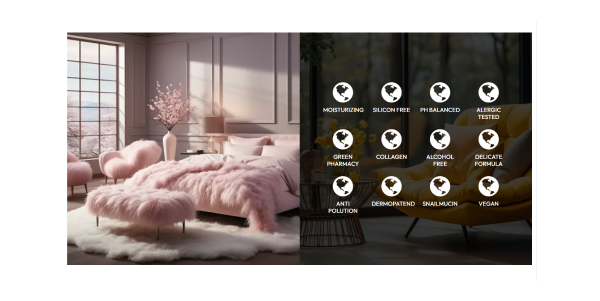 MOISTURIZING SILICON FREE PH BALANCED ALERGIC TESTED
GREEN PHARMACY COLLAGEN ALCOHOL FREE DELICATE FORMULA
ANTI POLUTION DERMOPATEND SNAILMUCIN VEGAN